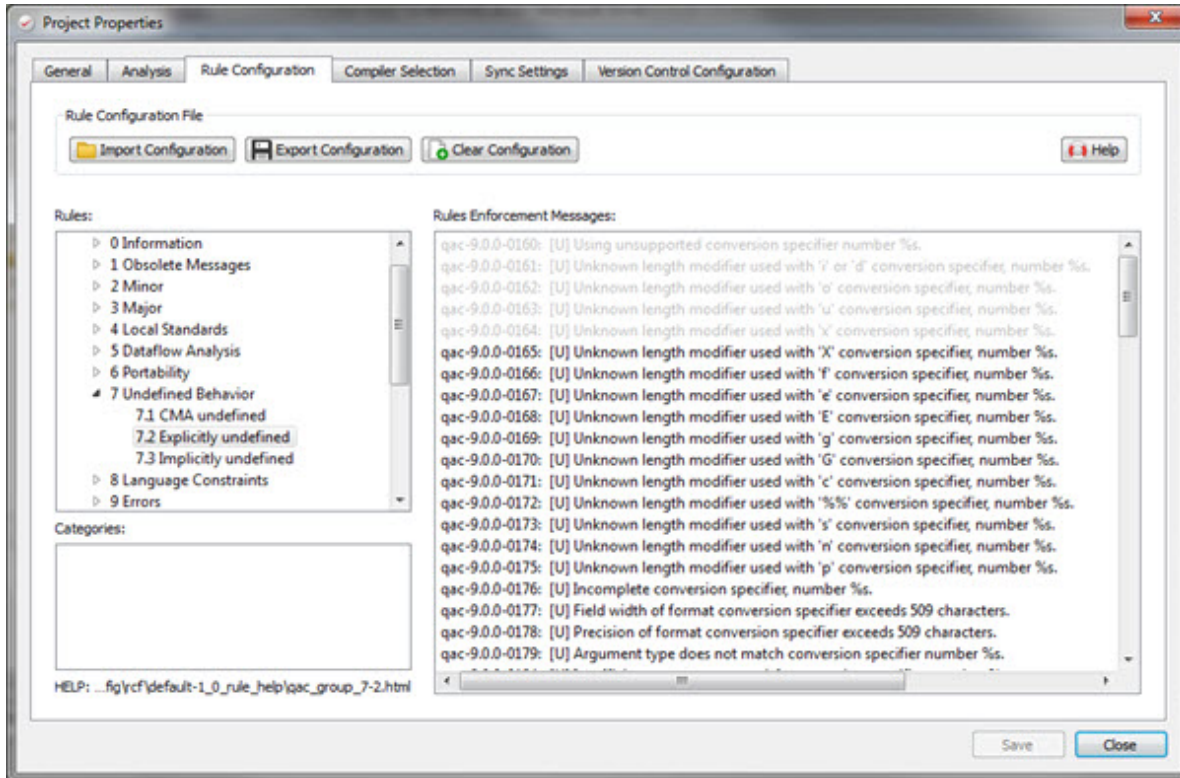 Project Properties
General Analysis Rule Configuration Compiler Selection Sync Settings Version Control Configuration
Rule Configuration File
Import Configuration Export Configuration Clear Configuration Help
Rules:
0 Information
1 Obsolete Messages
2 Minor
3 Major
4 Local Standards
5 Dataflow Analysis
6 Portability
7 Undefined Behavior
7.1 CMA undefined
7.2 Explicitly undefined
7.3 Implicitly undefined
8 Language Constraints
9 Errors
Categories:
HELP: ...fig\rcf\default-1_0_rule_help\qac_group_7-2.html
Rules Enforcement Messages:
qac-9.0.0-0160: [U] Using unsupported conversion specifier number %s.
qac-9.0.0-0161: [U] Unknown length modifier used with 'i' or 'd' conversion specifier, number %s.
qac-9.0.0-0162: [U] Unknown length modifier used with 'o' conversion specifier, number %s.
qac-9.0.0-0163: [U] Unknown length modifier used with 'u' conversion specifier, number %s.
qac-9.0.0-0164: [U] Unknown length modifier used with 'x' conversion specifier, number %s.
qac-9.0.0-0165: [U] Unknown length modifier used with 'X' conversion specifier, number %s.
qac-9.0.0-0166: [U] Unknown length modifier used with 'f' conversion specifier, number %s.
qac-9.0.0-0167: [U] Unknown length modifier used with 'e' conversion specifier, number %s.
qac-9.0.0-0168: [U] Unknown length modifier used with 'E' conversion specifier, number %s.
qac-9.0.0-0169: [U] Unknown length modifier used with 'g' conversion specifier, number %s.
qac-9.0.0-0170: [U] Unknown length modifier used with 'G' conversion specifier, number %s.
qac-9.0.0-0171: [U] Unknown length modifier used with 'c' conversion specifier, number %s.
qac-9.0.0-0172: [U] Unknown length modifier used with '%%' conversion specifier, number %s.
qac-9.0.0-0173: [U] Unknown length modifier used with 's' conversion specifier, number %s.
qac-9.0.0-0174: [U] Unknown length modifier used with 'n' conversion specifier, number %s.
qac-9.0.0-0175: [U] Unknown length modifier used with 'p' conversion specifier, number %s.
qac-9.0.0-0176: [U] Incomplete conversion specifier, number %s.
qac-9.0.0-0177: [U] Field width of format conversion specifier exceeds 509 characters.
qac-9.0.0-0178: [U] Precision of format conversion specifier exceeds 509 characters.
qac-9.0.0-0179: [U] Argument type does not match conversion specifier number %s.
Save Close